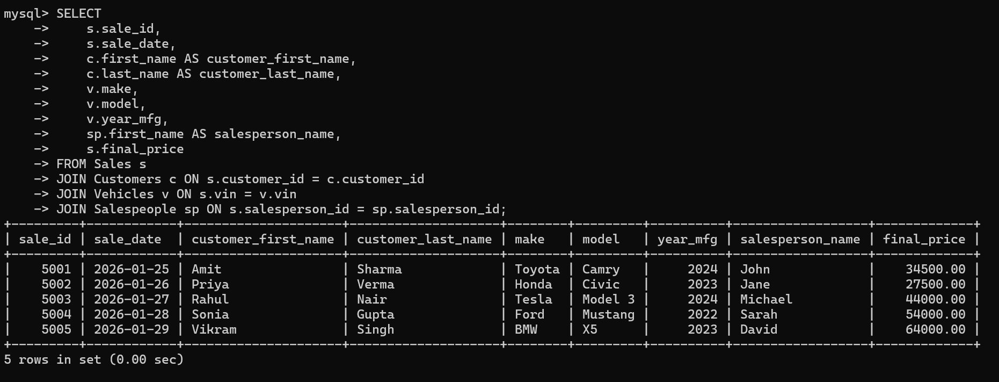 mysql> SELECT
    ->     s.sale_id,
    ->     s.sale_date,
    ->     c.first_name AS customer_first_name,
    ->     c.last_name AS customer_last_name,
    ->     v.make,
    ->     v.model,
    ->     v.year_mfg,
    ->     sp.first_name AS salesperson_name,
    ->     s.final_price
    -> FROM Sales s
    -> JOIN Customers c ON s.customer_id = c.customer_id
    -> JOIN Vehicles v ON s.vin = v.vin
    -> JOIN Salespeople sp ON s.salesperson_id = sp.salesperson_id;
+---------+------------+---------------------+--------------------+--------+---------+----------+------------------+-------------+
| sale_id | sale_date  | customer_first_name | customer_last_name | make   | model   | year_mfg | salesperson_name | final_price |
+---------+------------+---------------------+--------------------+--------+---------+----------+------------------+-------------+
|    5001 | 2026-01-25 | Amit                | Sharma             | Toyota | Camry   |     2024 | John             |    34500.00 |
|    5002 | 2026-01-26 | Priya               | Verma              | Honda  | Civic   |     2023 | Jane             |    27500.00 |
|    5003 | 2026-01-27 | Rahul               | Nair               | Tesla  | Model 3 |     2024 | Michael          |    44000.00 |
|    5004 | 2026-01-28 | Sonia               | Gupta              | Ford   | Mustang |     2022 | Sarah            |    54000.00 |
|    5005 | 2026-01-29 | Vikram              | Singh              | BMW    | X5      |     2023 | David            |    64000.00 |
+---------+------------+---------------------+--------------------+--------+---------+----------+------------------+-------------+
5 rows in set (0.00 sec)